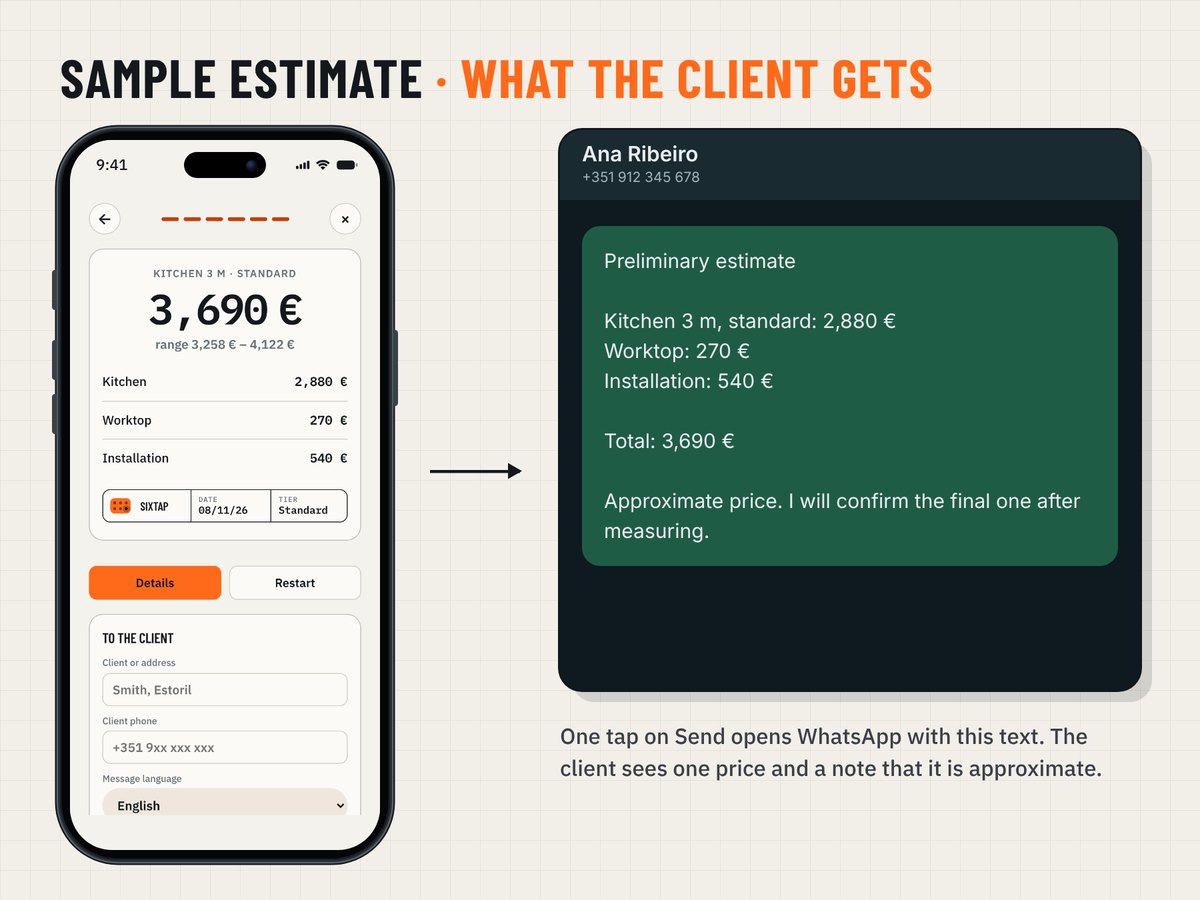 SAMPLE ESTIMATE · WHAT THE CLIENT GETS
9:41
KITCHEN 3 M · STANDARD
3,690 €
range 3,258 € – 4,122 €
Kitchen 2,880 €
Worktop 270 €
Installation 540 €
SIXTAP
DATE
08/11/26
TIER
Standard
Details
Restart
TO THE CLIENT
Client or address
Smith, Estoril
Client phone
+351 9xx xxx xxx
Message language
English
Ana Ribeiro
+351 912 345 678
Preliminary estimate
Kitchen 3 m, standard: 2,880 €
Worktop: 270 €
Installation: 540 €
Total: 3,690 €
Approximate price. I will confirm the final one after
measuring.
One tap on Send opens WhatsApp with this text. The
client sees one price and a note that it is approximate.